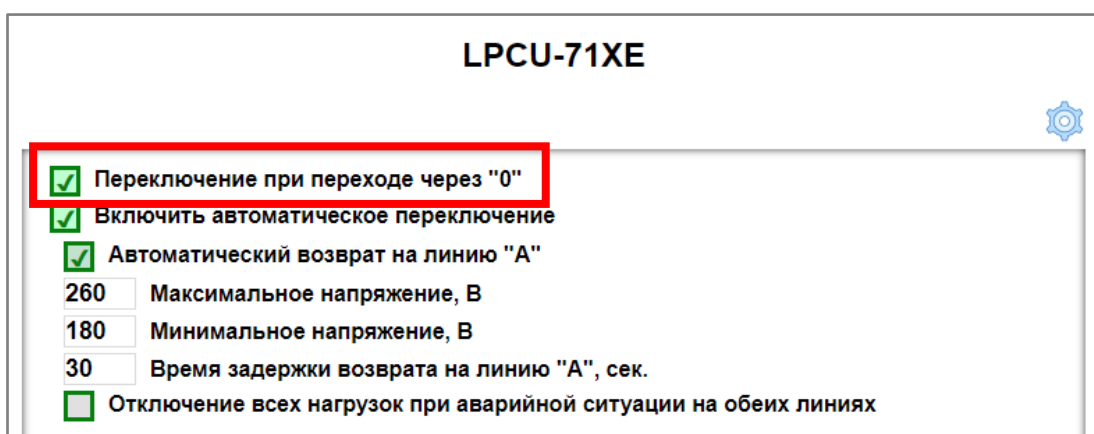 LPCU-71XE
Переключение при переходе через "0"
Включить автоматическое переключение
Автоматический возврат на линию "А"
260 Максимальное напряжение, В
180 Минимальное напряжение, В
30 Время задержки возврата на линию "А", сек.
Отключение всех нагрузок при аварийной ситуации на обеих линиях